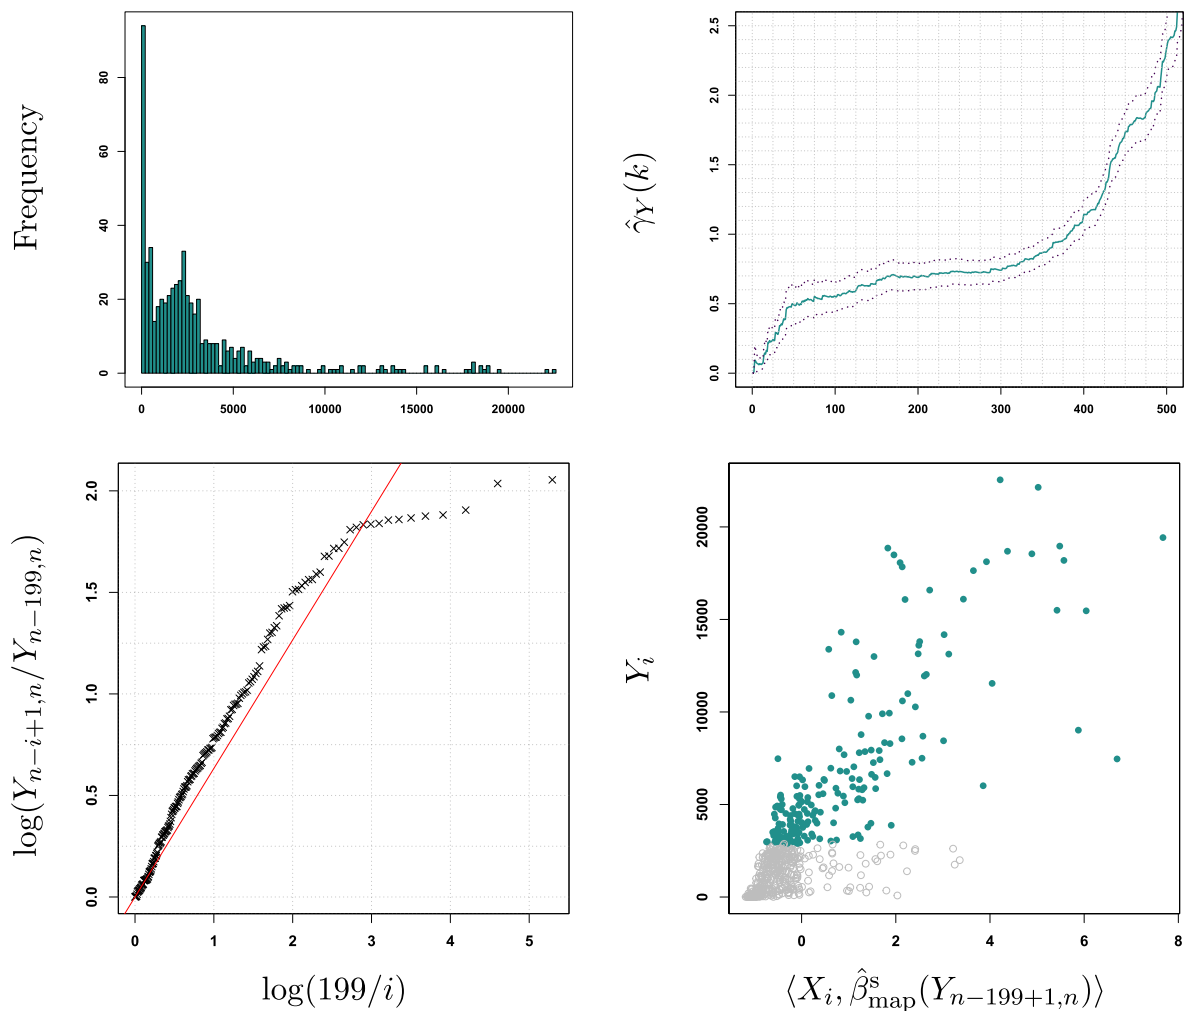 Frequency
80
60
40
20
0
0 5000 10000 15000 20000
γ̂_Y(k)
2.5
2.0
1.5
1.0
0.5
0.0
0 100 200 300 400 500
log(Y_{n−i+1,n}/Y_{n−199,n})
2.0
1.5
1.0
0.5
0.0
0 1 2 3 4 5
log(199/i)
Y_i
20000
15000
10000
5000
0
0 2 4 6 8
⟨X_i, β̂^s_map(Y_{n−199+1,n})⟩